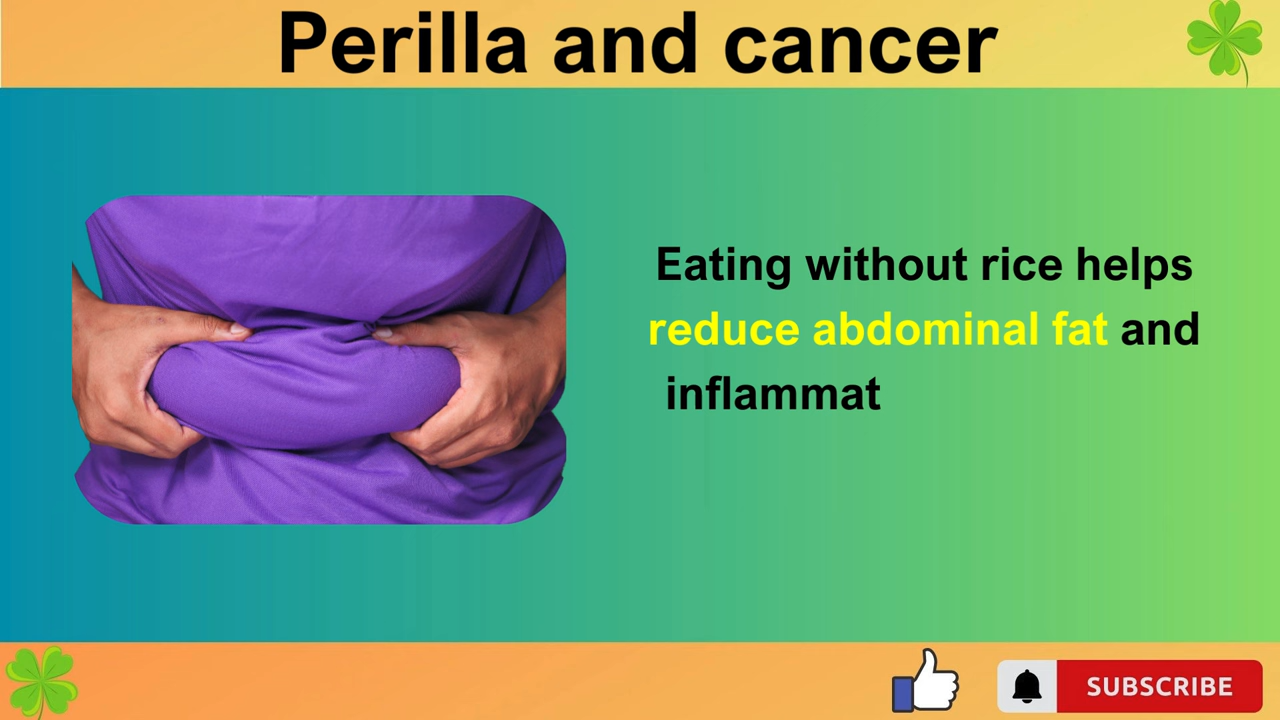 Perilla and cancer
Eating without rice helps
reduce abdominal fat and
inflammat
SUBSCRIBE